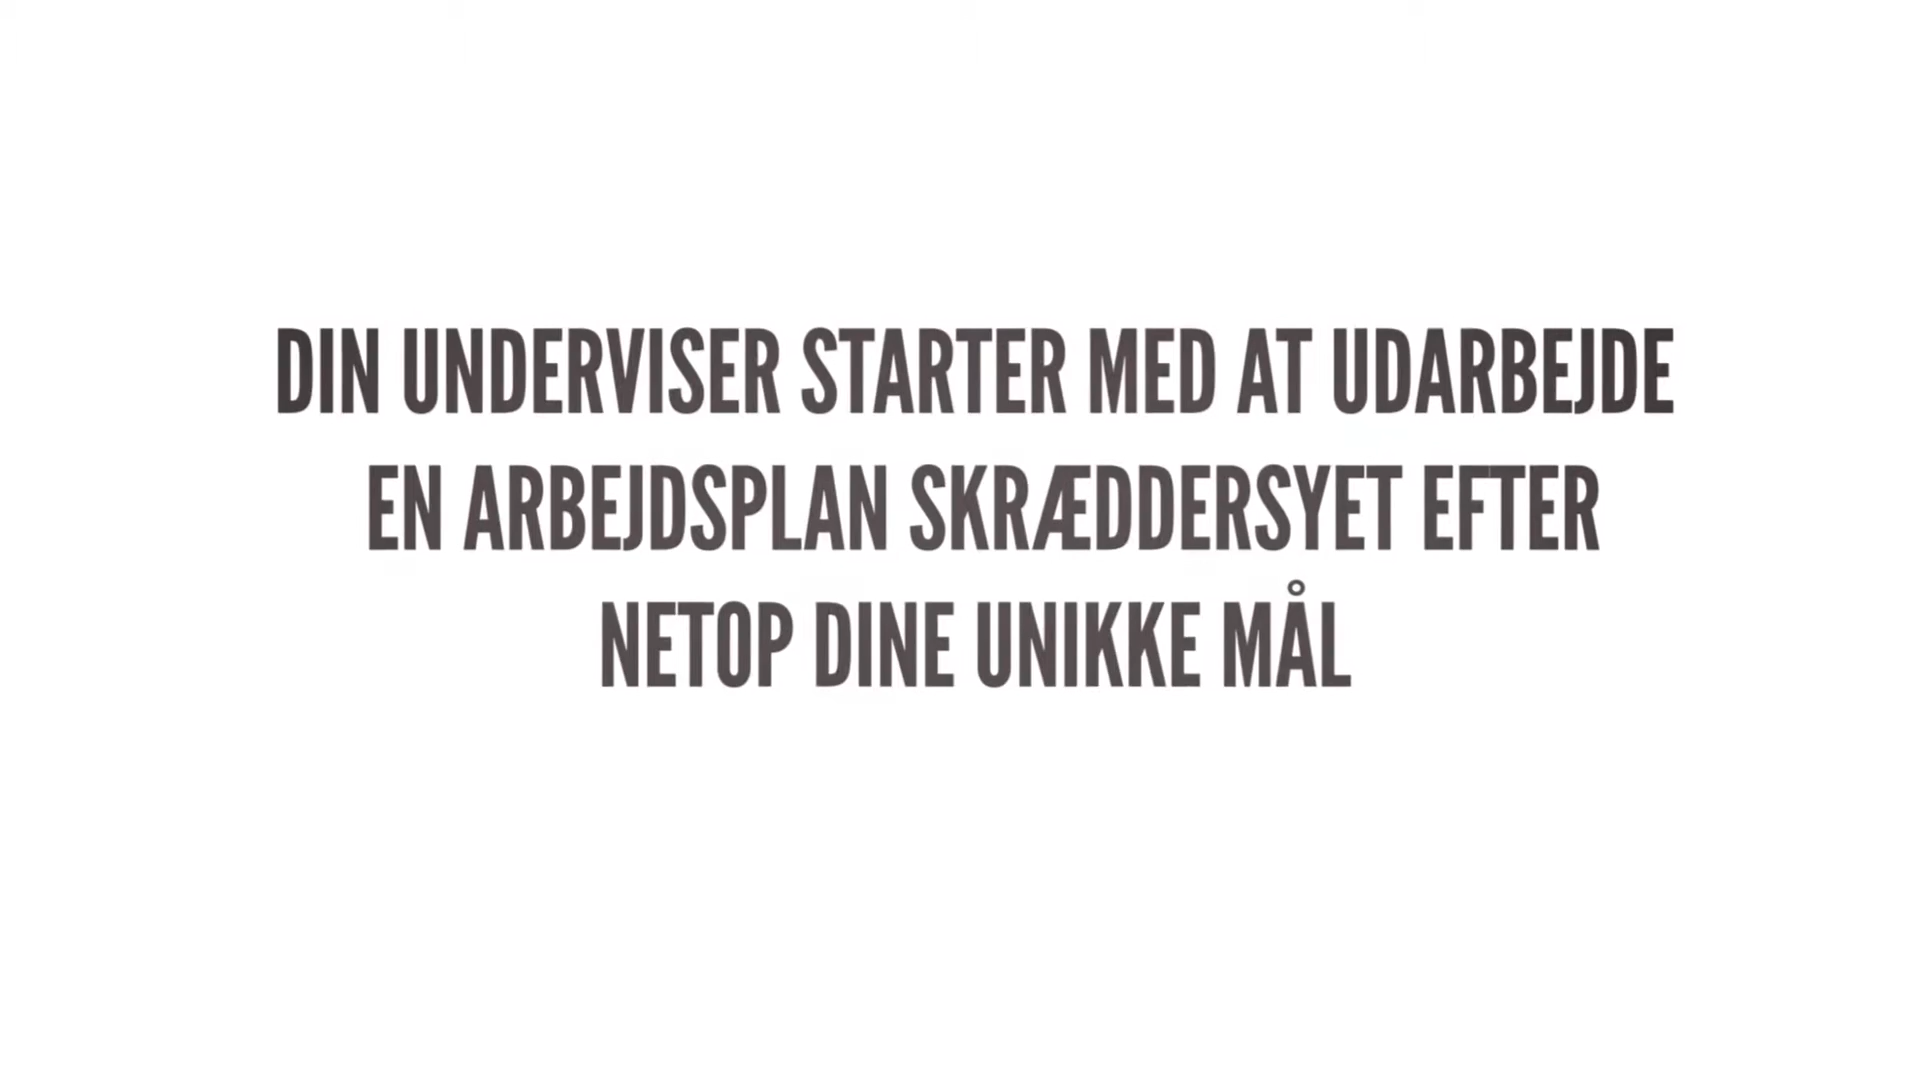 DIN UNDERVISER STARTER MED AT UDARBEJDE
EN ARBEJDSPLAN SKRÆDDERSYET EFTER
NETOP DINE UNIKKE MÅL